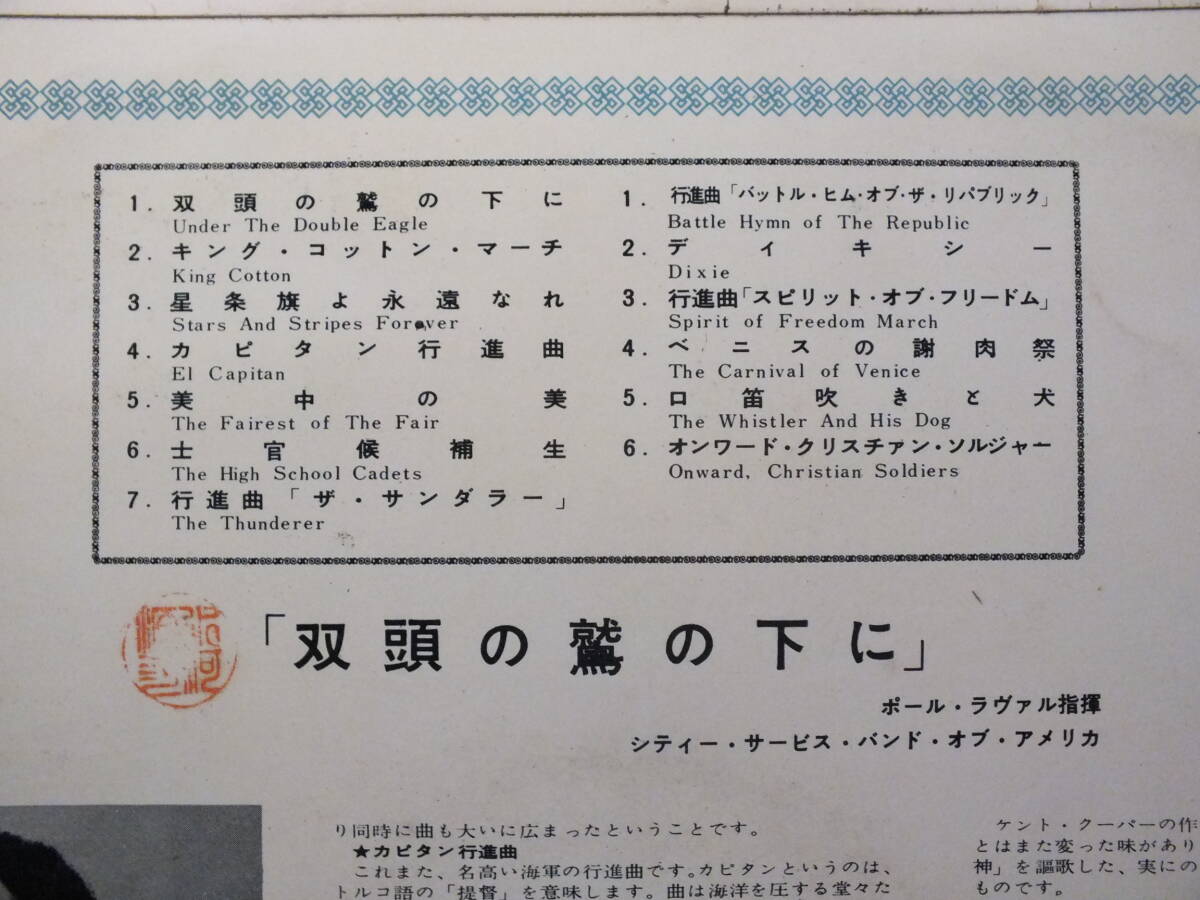 1. 双頭の鷲の下に
Under The Double Eagle
2. キング・コットン・マーチ
King Cotton
3. 星条旗よ永遠なれ
Stars And Stripes Forever
4. カピタン行進曲
El Capitan
5. 美中の美
The Fairest of The Fair
6. 士官候補生
The High School Cadets
7. 行進曲「ザ・サンダラー」
The Thunderer
1. 行進曲「バットル・ヒム・オブ・ザ・リパブリック」
Battle Hymn of The Republic
2. ディキシー
Dixie
3. 行進曲「スピリット・オブ・フリードム」
Spirit of Freedom March
4. ベニスの謝肉祭
The Carnival of Venice
5. 口笛吹きと犬
The Whistler And His Dog
6. オンワード・クリスチァン・ソルジャー
Onward, Christian Soldiers
「双頭の鷲の下に」
ポール・ラヴァル指揮
シティー・サービス・バンド・オブ・アメリカ
り同時に曲も大いに広まったということです。
★カピタン行進曲
これまた、名高い海軍の行進曲です。カピタンというのは、
トルコ語の「提督」を意味します。曲は海洋を圧する堂々た
ケント・クーパーの作
とはまた変った味があり
神」を謳歌した、実にの
ものです。